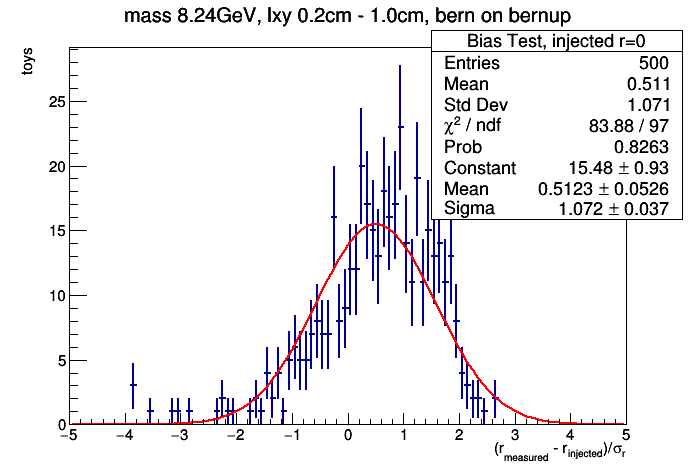 mass 8.24GeV, lxy 0.2cm - 1.0cm, bern on bernup
Bias Test, injected r=0
Entries 500
Mean 0.511
Std Dev 1.071
χ² / ndf 83.88 / 97
Prob 0.8263
Constant 15.48 ± 0.93
Mean 0.5123 ± 0.0526
Sigma 1.072 ± 0.037
toys
25
20
15
10
5
0
−5 −4 −3 −2 −1 0 1 2 3 4 5
(r_measured - r_injected)/σ_r